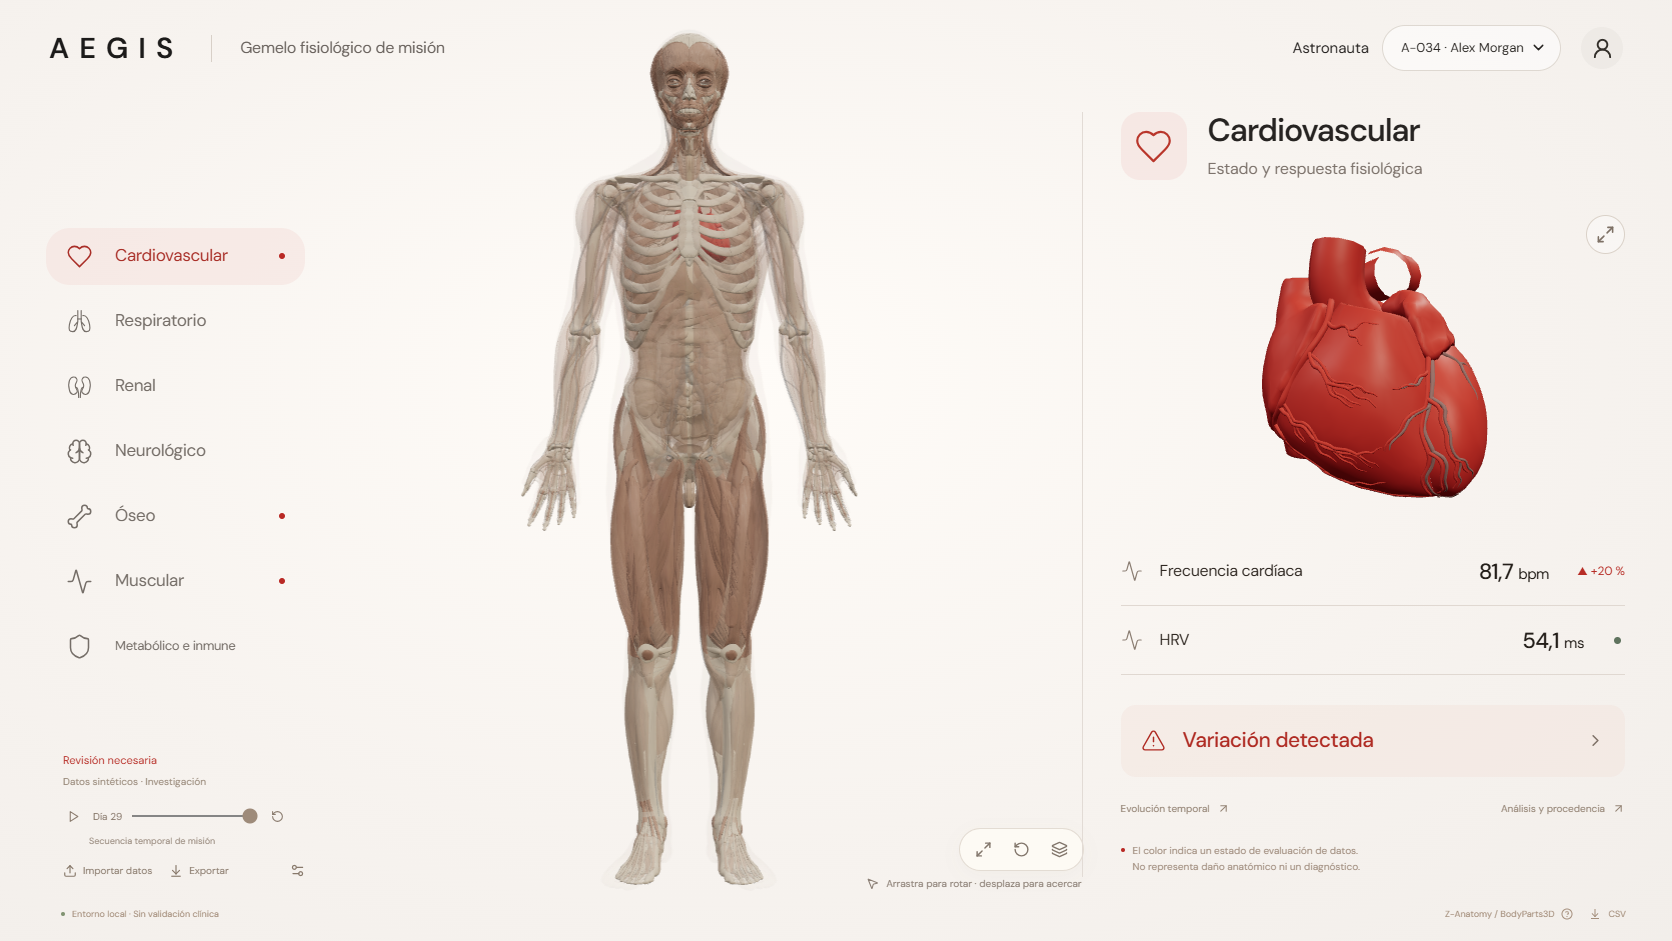 AEGIS
Gemelo fisiológico de misión
Astronauta
A-034 · Alex Morgan
Cardiovascular
Respiratorio
Renal
Neurológico
Óseo
Muscular
Metabólico e inmune
Revisión necesaria
Datos sintéticos · Investigación
Día 29
Secuencia temporal de misión
Importar datos
Exportar
Entorno local · Sin validación clínica
Arrastra para rotar · desplaza para acercar
Cardiovascular
Estado y respuesta fisiológica
Frecuencia cardíaca 81,7 bpm ▲ +20 %
HRV 54,1 ms
Variación detectada
Evolución temporal
Análisis y procedencia
El color indica un estado de evaluación de datos.
No representa daño anatómico ni un diagnóstico.
Z-Anatomy / BodyParts3D
CSV